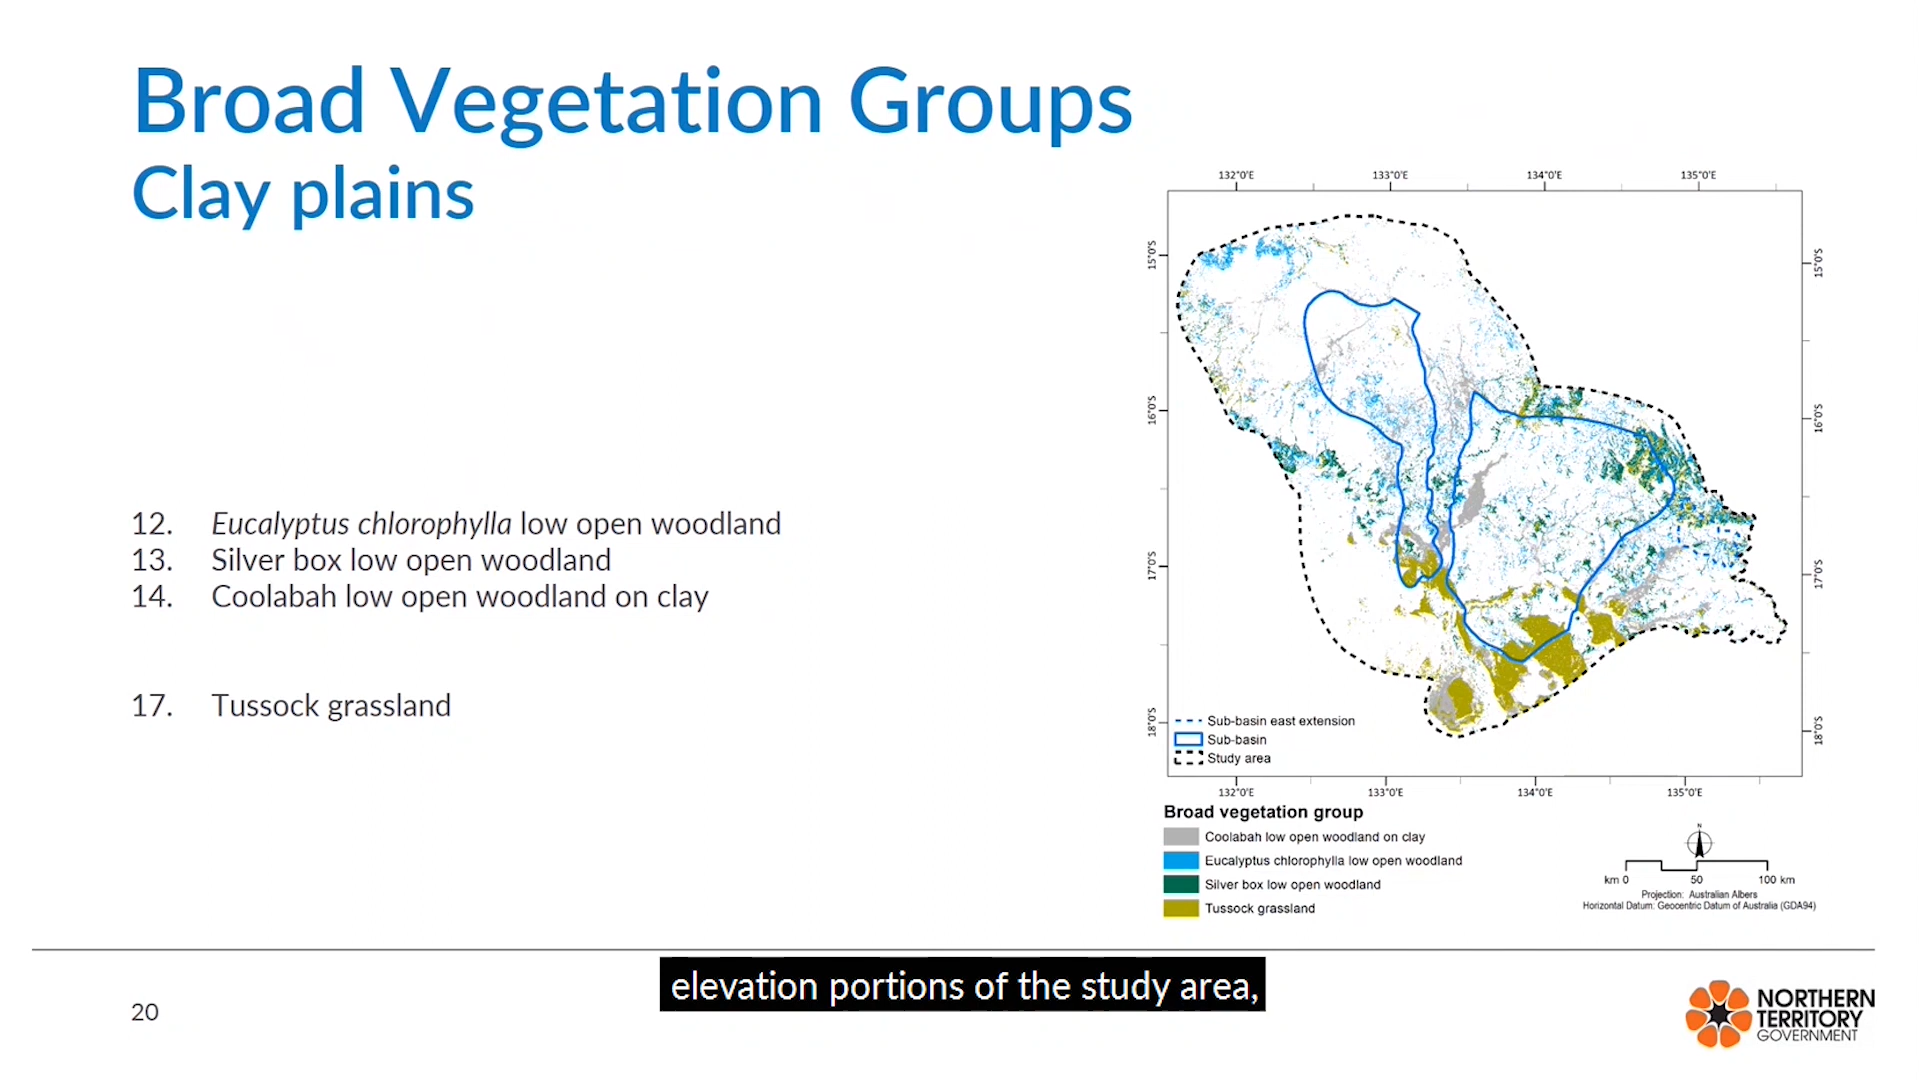 Broad Vegetation Groups
Clay plains
12. Eucalyptus chlorophylla low open woodland
13. Silver box low open woodland
14. Coolabah low open woodland on clay
17. Tussock grassland
132°0'E 133°0'E 134°0'E 135°0'E
15°0'S 15°0'S
16°0'S 16°0'S
17°0'S 17°0'S
18°0'S 18°0'S
Sub-basin east extension
Sub-basin
Study area
132°0'E 133°0'E 134°0'E 135°0'E
Broad vegetation group
Coolabah low open woodland on clay
Eucalyptus chlorophylla low open woodland
Silver box low open woodland
Tussock grassland
N
km 0 50 100 km
Projection: Australian Albers
Horizontal Datum: Geocentric Datum of Australia (GDA94)
elevation portions of the study area,
20
NORTHERN
TERRITORY
GOVERNMENT